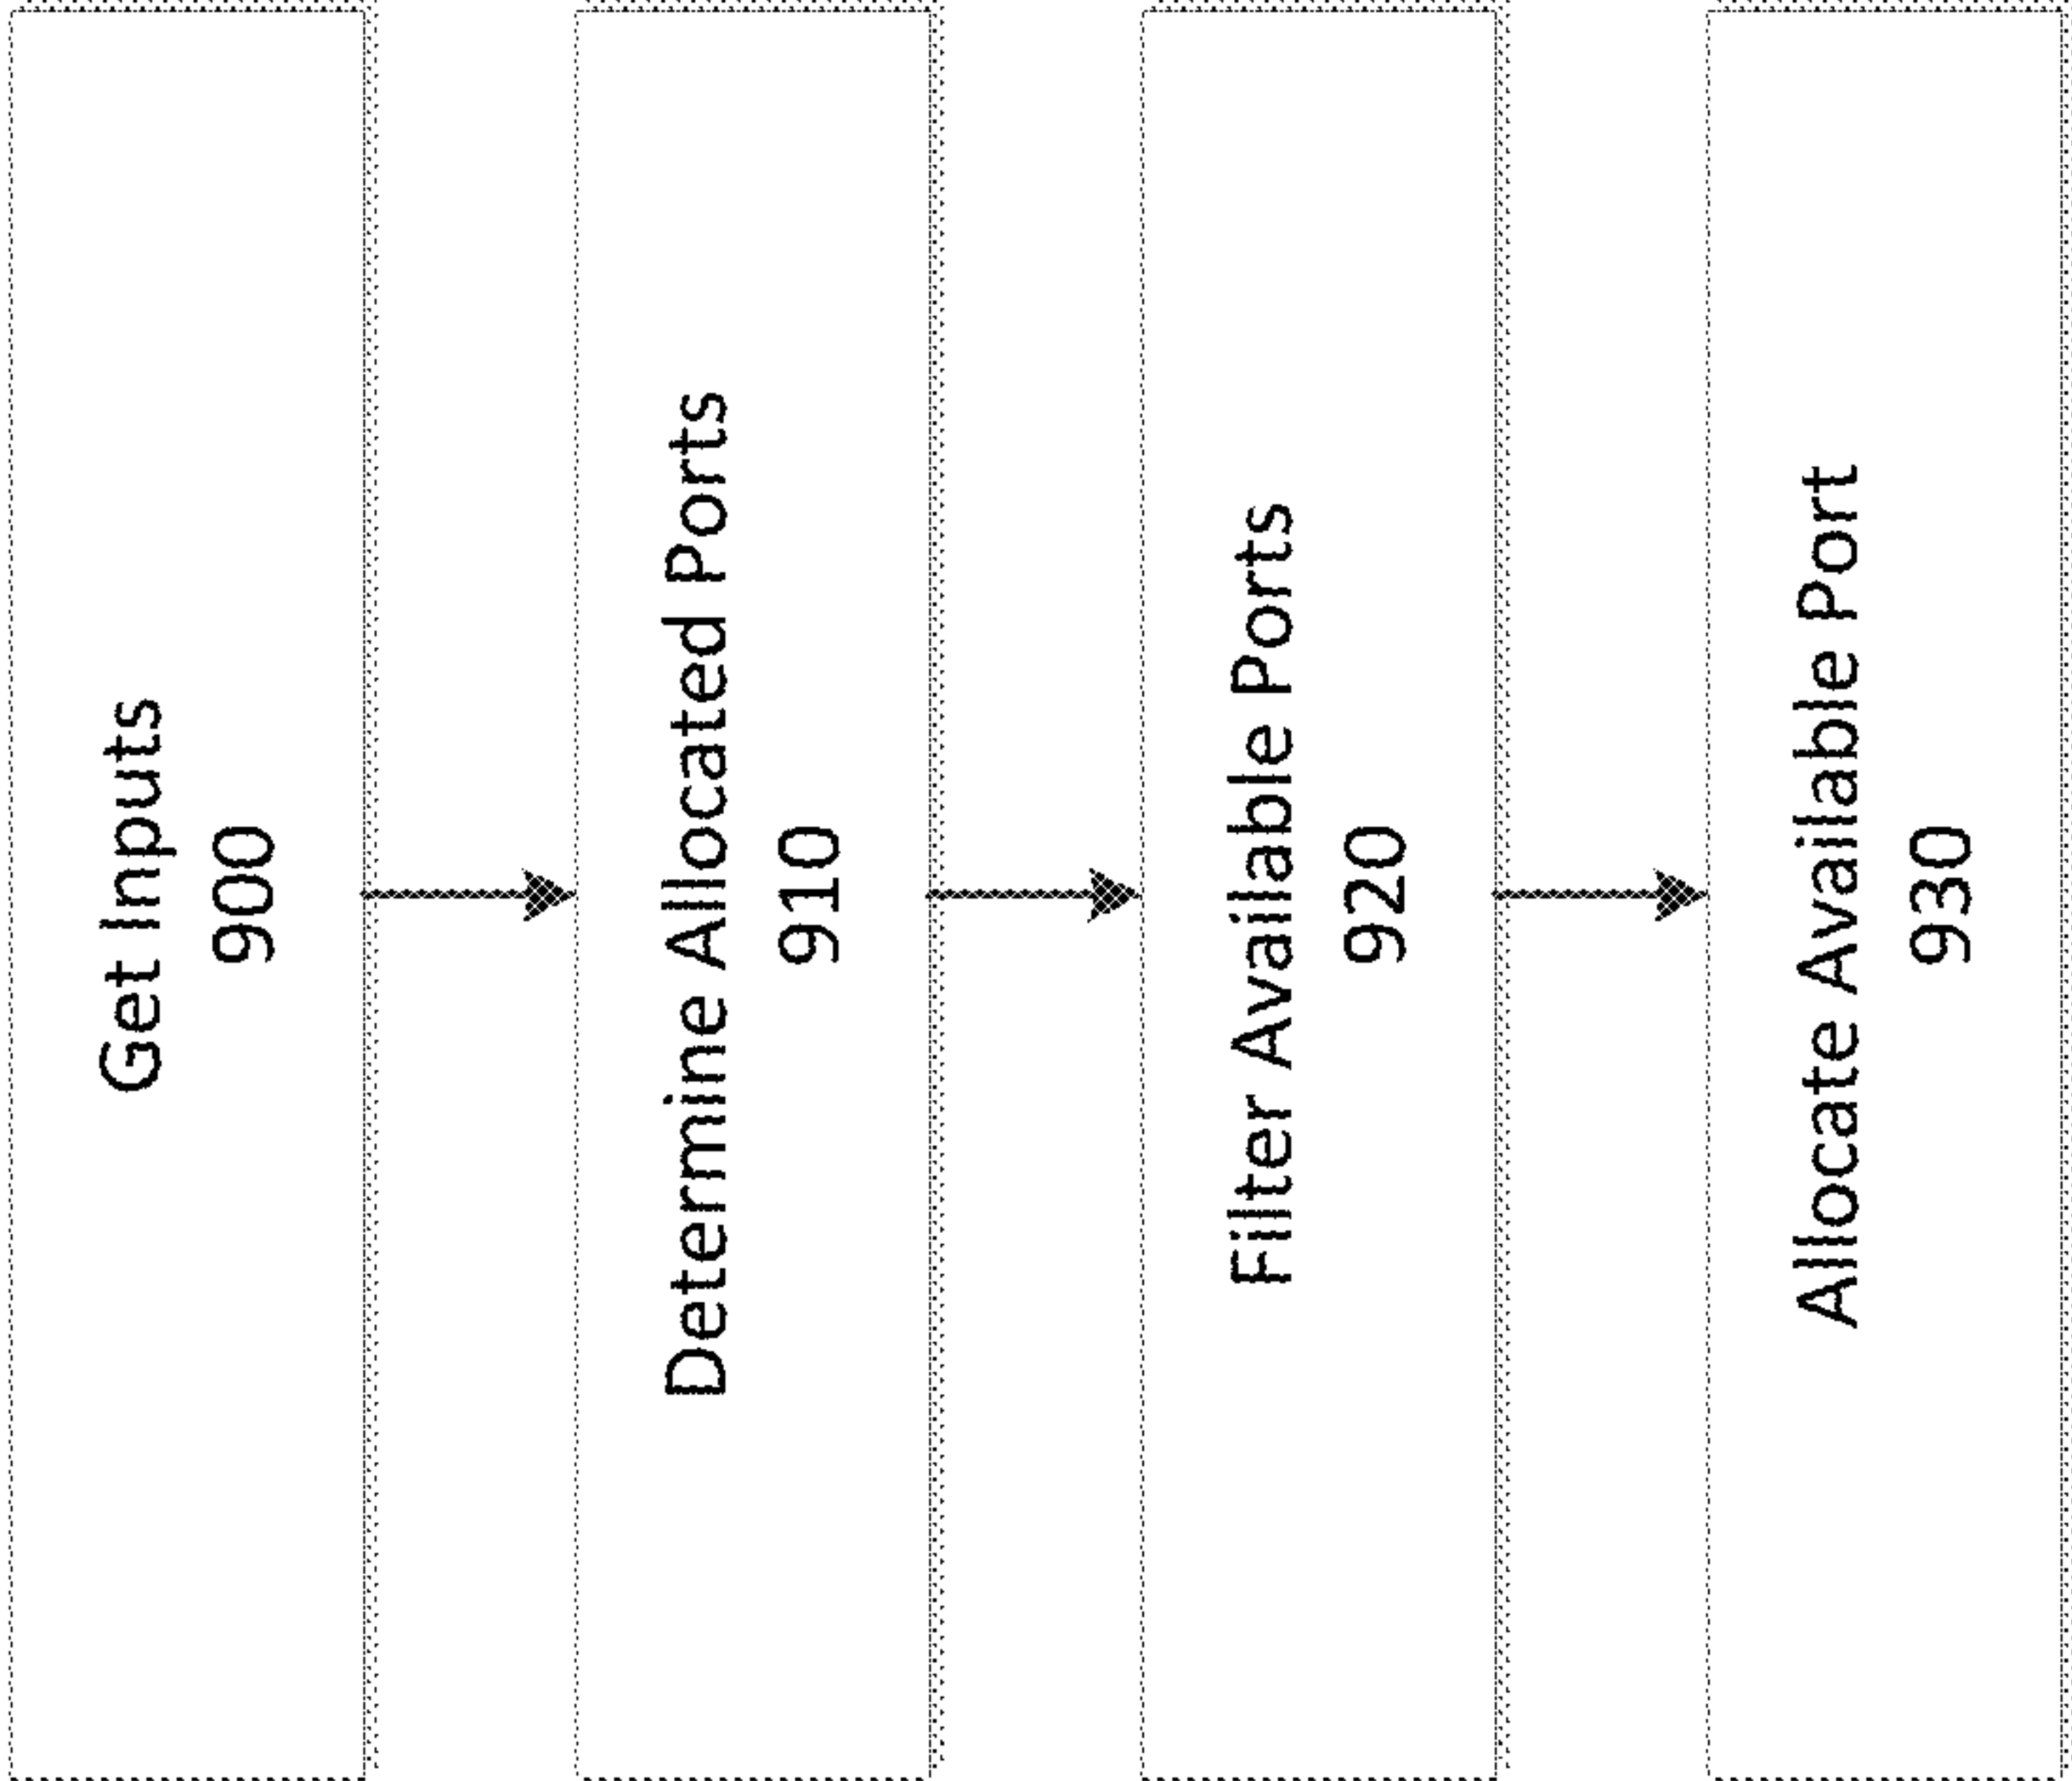 Get Inputs
900
Determine Allocated Ports
910
Filter Available Ports
920
Allocate Available Port
930